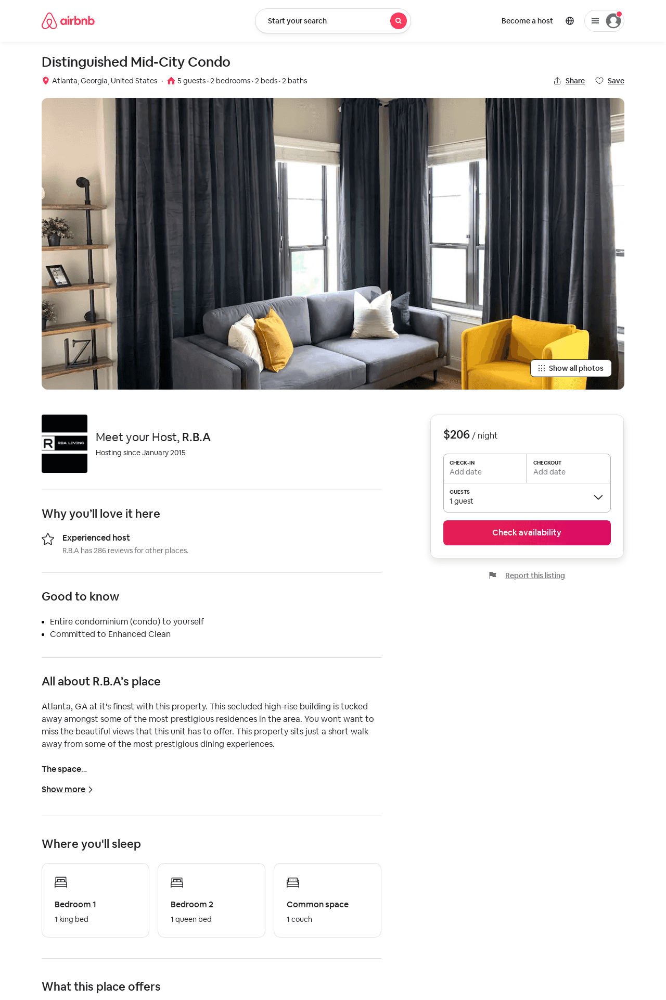 airbnb
Start your search
Become a host
Distinguished Mid-City Condo
Atlanta, Georgia, United States · 5 guests · 2 bedrooms · 2 beds · 2 baths
Share
Save
Show all photos
R RBA LIVING
Meet your Host, R.B.A
Hosting since January 2015
$206 / night
CHECK-IN
Add date
CHECKOUT
Add date
GUESTS
1 guest
Check availability
Report this listing
Why you’ll love it here
Experienced host
R.B.A has 286 reviews for other places.
Good to know
• Entire condominium (condo) to yourself
• Committed to Enhanced Clean
All about R.B.A’s place
Atlanta, GA at it's finest with this property. This secluded high-rise building is tucked
away amongst some of the most prestigious residences in the area. You wont want to
miss the beautiful views that this unit has to offer. This property sits just a short walk
away from some of the most prestigious dining experiences.
The space...
Show more
Where you'll sleep
Bedroom 1
1 king bed
Bedroom 2
1 queen bed
Common space
1 couch
What this place offers